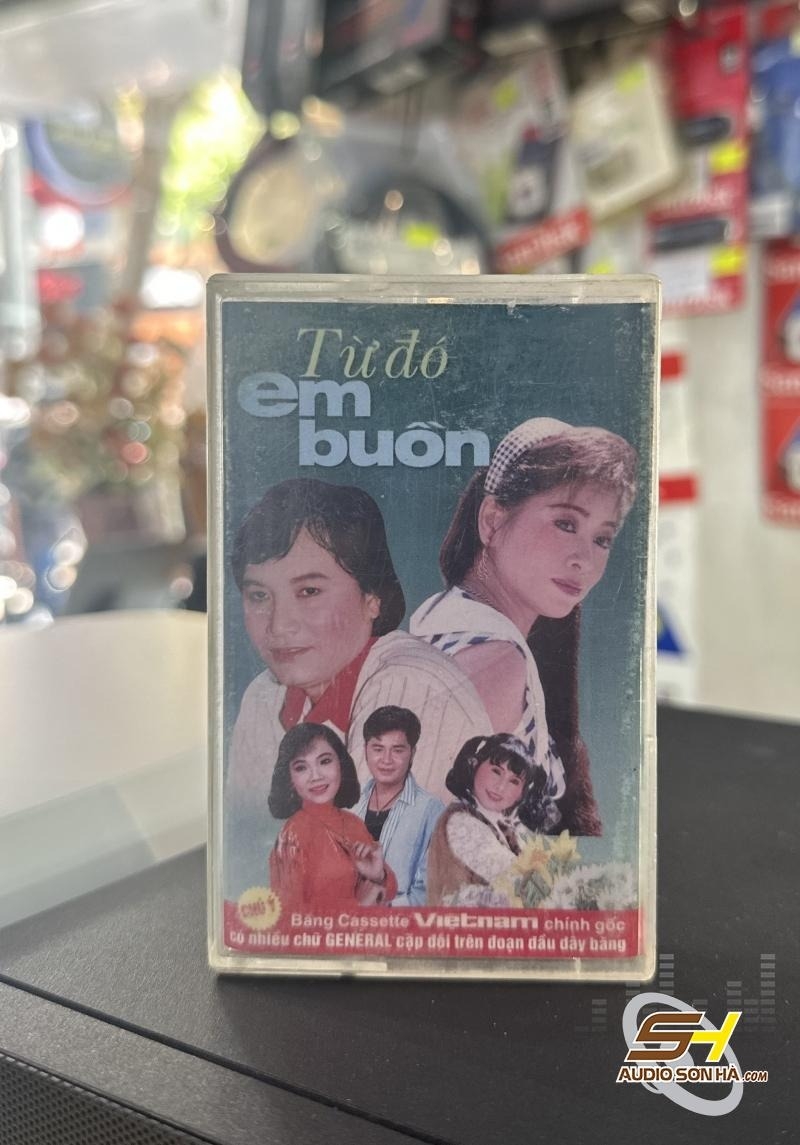 Từ đó
em
buồn
CHÚ Ý
Băng Cassette Vietnam chính gốc
có nhiều chữ GENERAL cặp đôi trên đoạn đầu dây băng
SH
AUDIO SƠN HÀ.COM